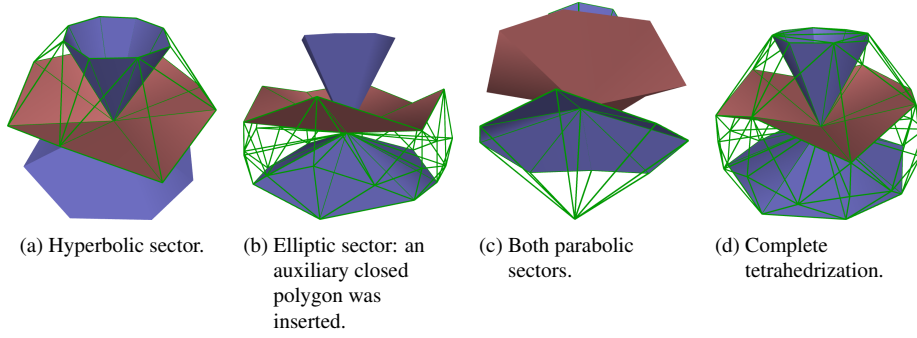 (a) Hyperbolic sector.
(b) Elliptic sector: an
auxiliary closed
polygon was
inserted.
(c) Both parabolic
sectors.
(d) Complete
tetrahedrization.